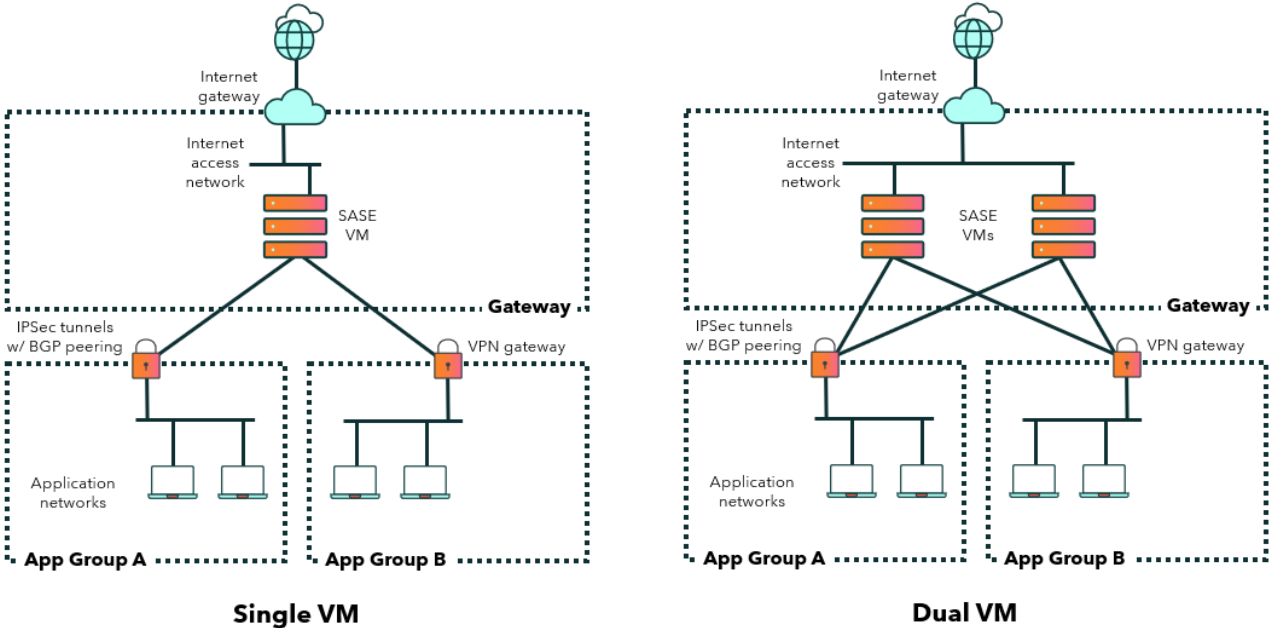 Internet
gateway
Internet
access
network
SASE
VM
Gateway
IPSec tunnels
w/ BGP peering
VPN gateway
Application
networks
App Group A
App Group B
Single VM
Internet
gateway
Internet
access
network
SASE
VMs
Gateway
IPSec tunnels
w/ BGP peering
VPN gateway
Application
networks
App Group A
App Group B
Dual VM